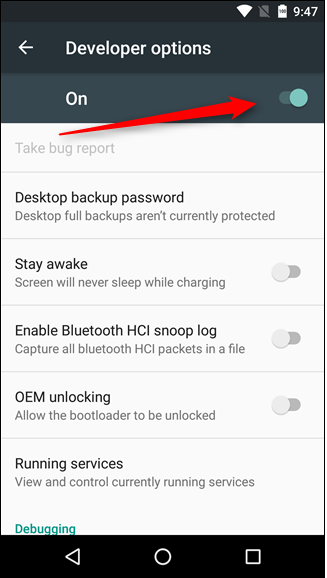 9:47
Developer options
On
Take bug report
Desktop backup password
Desktop full backups aren't currently protected
Stay awake
Screen will never sleep while charging
Enable Bluetooth HCI snoop log
Capture all bluetooth HCI packets in a file
OEM unlocking
Allow the bootloader to be unlocked
Running services
View and control currently running services
Debugging